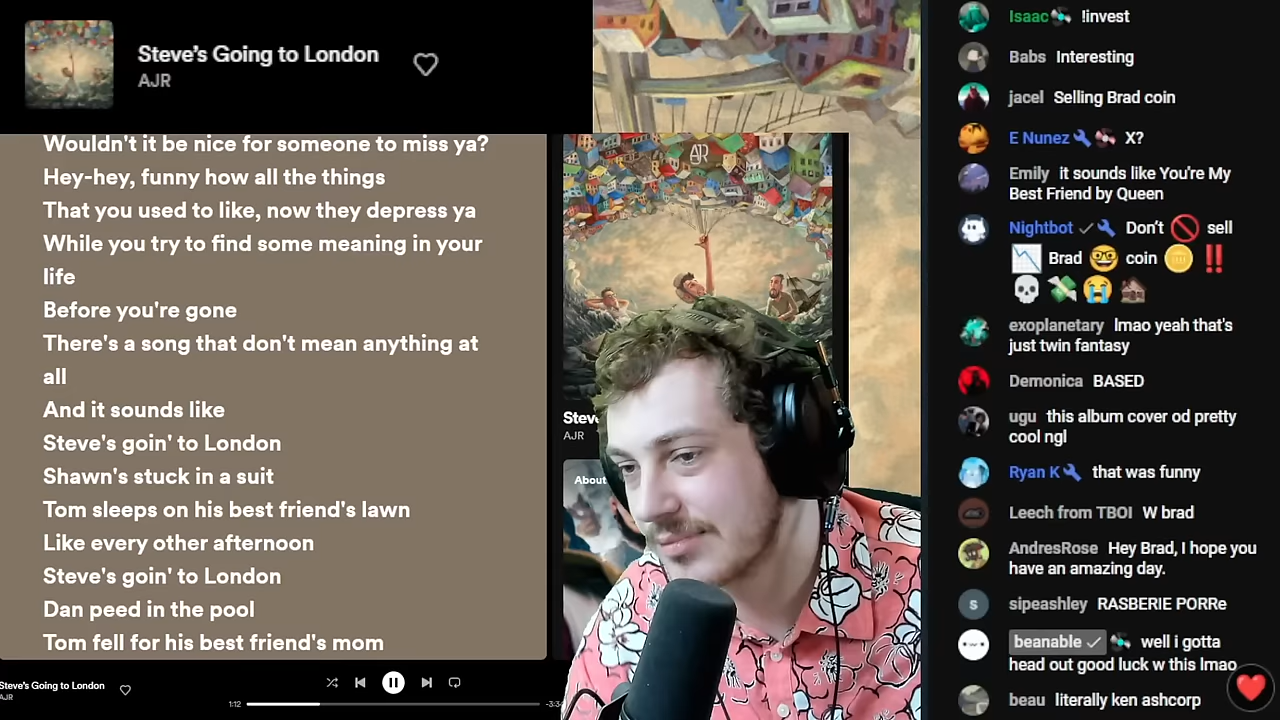 Steve's Going to London
AJR
Wouldn't it be nice for someone to miss ya?
Hey-hey, funny how all the things
That you used to like, now they depress ya
While you try to find some meaning in your
life
Before you're gone
There's a song that don't mean anything at
all
And it sounds like
Steve's goin' to London
Shawn's stuck in a suit
Tom sleeps on his best friend's lawn
Like every other afternoon
Steve's goin' to London
Dan peed in the pool
Tom fell for his best friend's mom
Steve's Going to London
AJR
1:12
-3:3
AJR
Steve
AJR
About
Isaac !invest
Babs Interesting
jacel Selling Brad coin
E Nunez X?
Emily it sounds like You're My
Best Friend by Queen
Nightbot Don't 🚫 sell
📉 Brad 🤓 coin 🪙 ‼️
💀 💸 😭 🏚️
exoplanetary lmao yeah that's
just twin fantasy
Demonica BASED
ugu this album cover od pretty
cool ngl
Ryan K that was funny
Leech from TBOI W brad
AndresRose Hey Brad, I hope you
have an amazing day.
S sipeashley RASBERIE PORRe
beanable well i gotta
head out good luck w this lmao
beau literally ken ashcorp